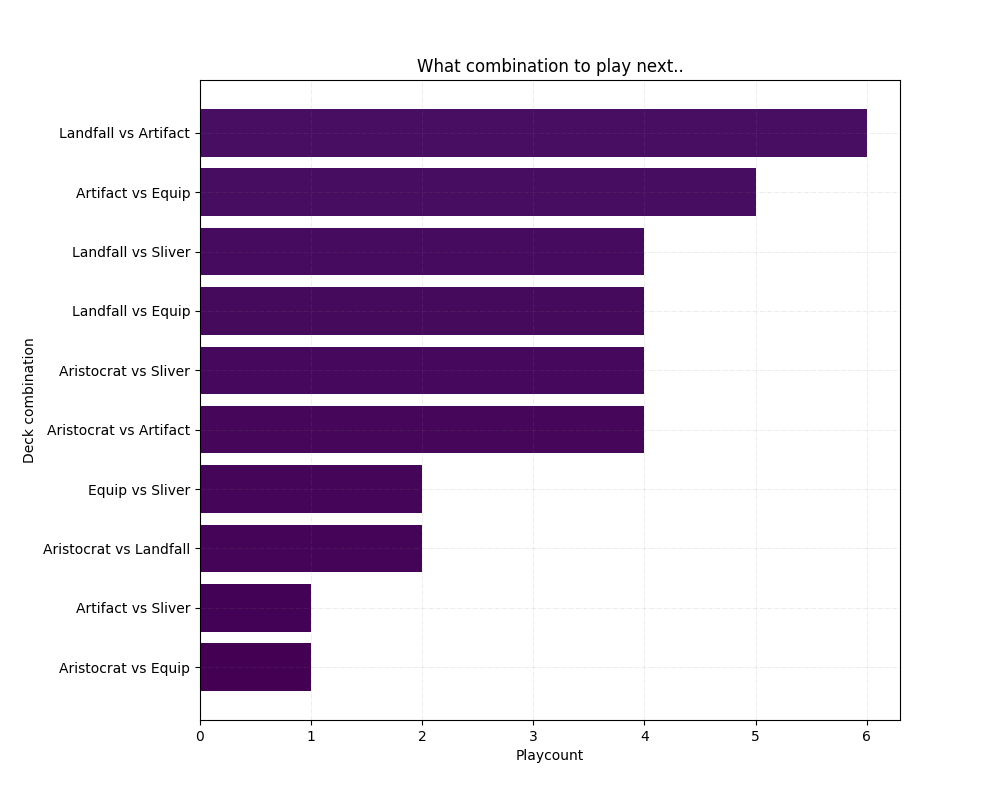 What combination to play next..
Deck combination
Landfall vs Artifact
Artifact vs Equip
Landfall vs Sliver
Landfall vs Equip
Aristocrat vs Sliver
Aristocrat vs Artifact
Equip vs Sliver
Aristocrat vs Landfall
Artifact vs Sliver
Aristocrat vs Equip
0 1 2 3 4 5 6
Playcount